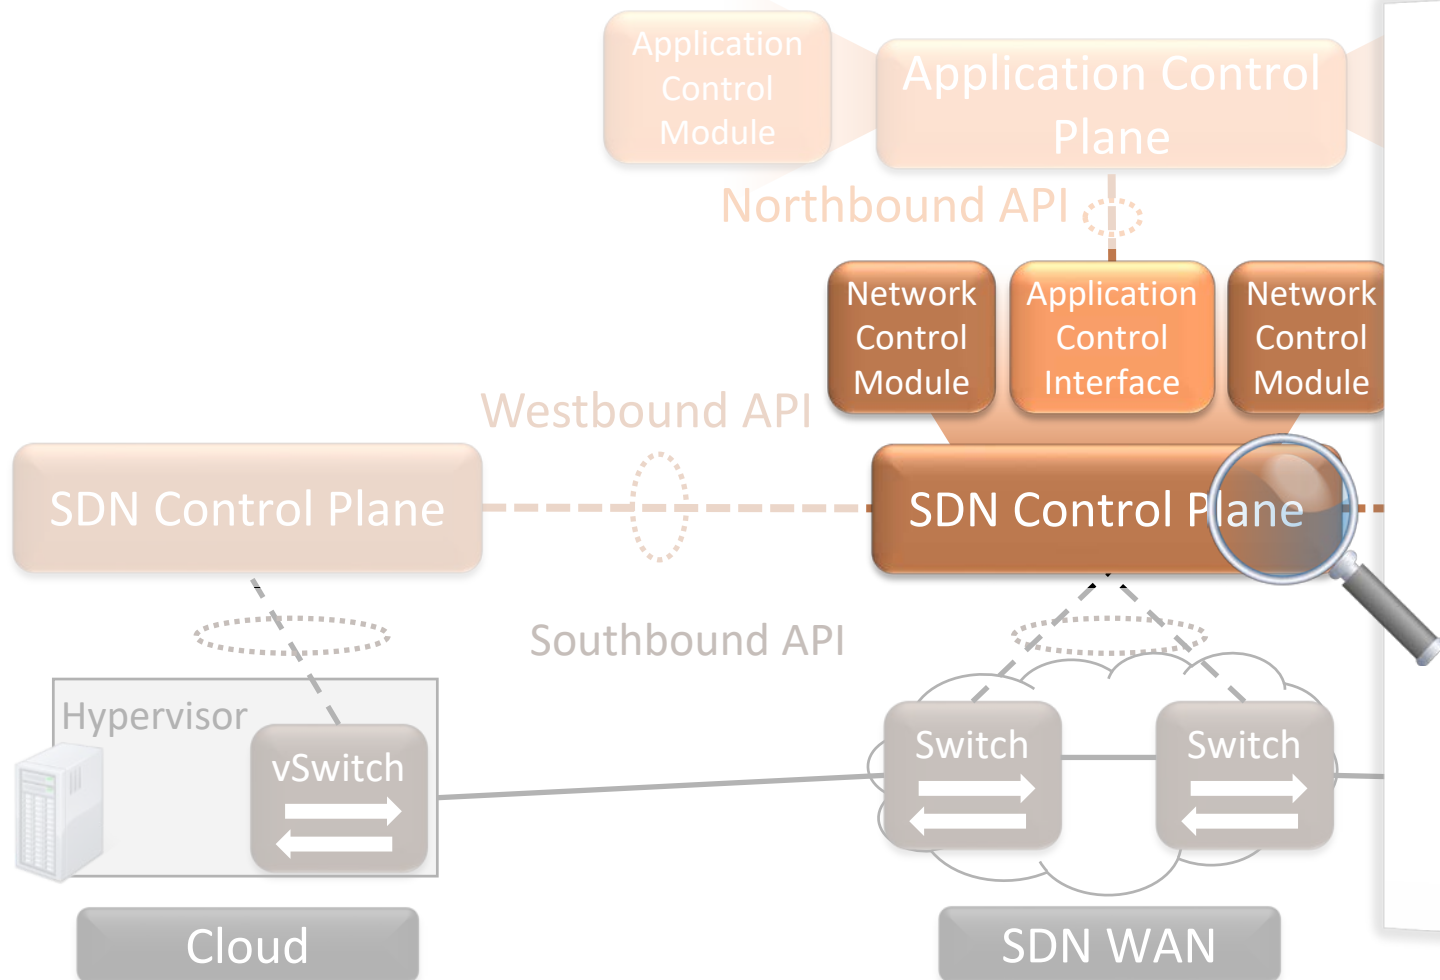 Application
Control
Module
Application Control
Plane
Northbound API
Network
Control
Module
Application
Control
Interface
Network
Control
Module
Westbound API
SDN Control Plane
SDN Control Plane
Southbound API
Hypervisor
vSwitch
Switch
Switch
Cloud
SDN WAN